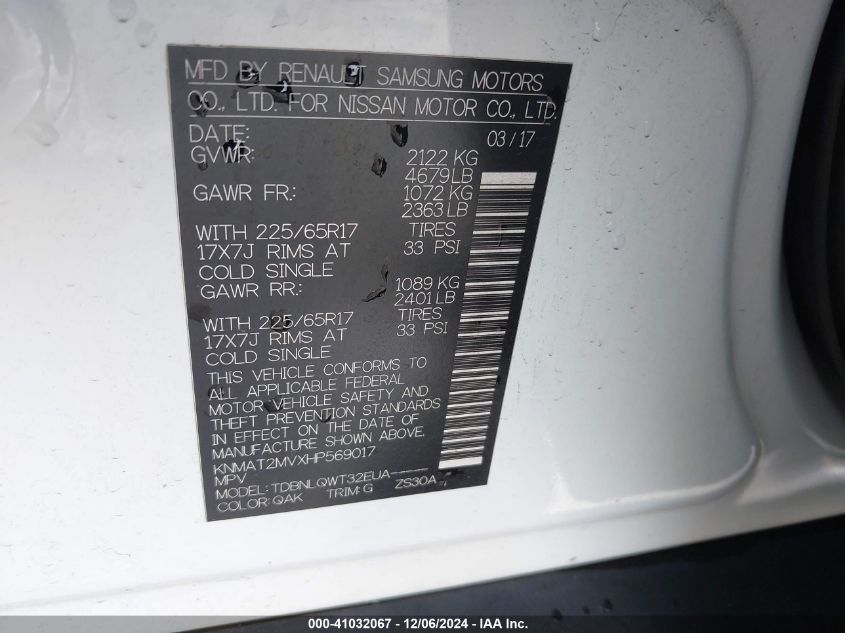 MFD BY RENAULT SAMSUNG MOTORS
CO., LTD. FOR NISSAN MOTOR CO., LTD.
DATE: 03/17
GVWR: 2122 KG
4679LB
GAWR FR.: 1072 KG
2363 LB
WITH 225/65R17 TIRES
17X7J RIMS AT 33 PSI
COLD SINGLE
GAWR RR.: 1089 KG
2401 LB
WITH 225/65R17 TIRES
17X7J RIMS AT 33 PSI
COLD SINGLE
THIS VEHICLE CONFORMS TO
ALL APPLICABLE FEDERAL
MOTOR VEHICLE SAFETY AND
THEFT PREVENTION STANDARDS
IN EFFECT ON THE DATE OF
MANUFACTURE SHOWN ABOVE.
KNMAT2MVXHP569017
MPV
MODEL: TDBNLQWT32EUA-----
COLOR: QAK TRIM: G ZS30A
000-41032067 - 12/06/2024 - IAA Inc.